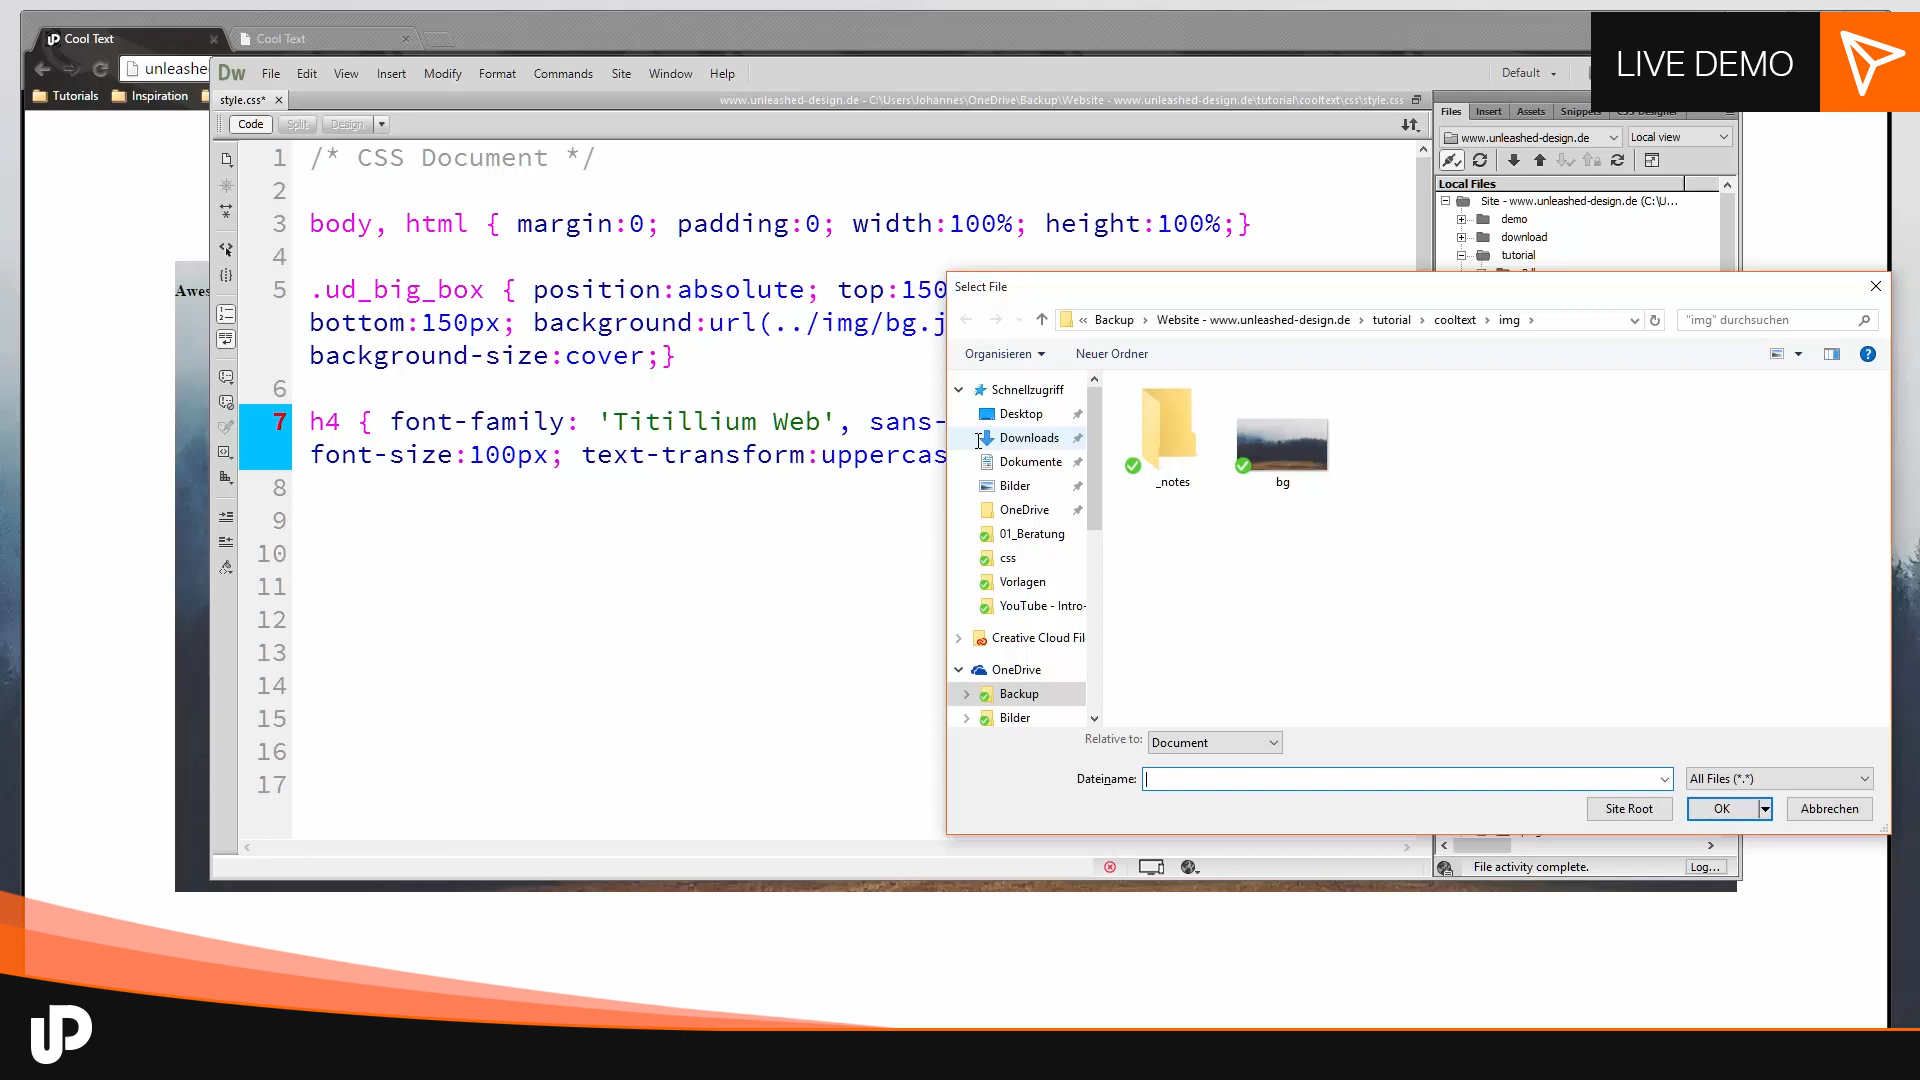 LIVE DEMO
Cool Text
Cool Text
unleashe
Tutorials
Inspiration
Awes
Dw
File Edit View Insert Modify Format Commands Site Window Help
Default
style.css*
www.unleashed-design.de - C:\Users\Johannes\OneDrive\Backup\Website - www.unleashed-design.de\tutorial\cooltext\css\style.css
Code Split Design
1 /* CSS Document */
2
3 body, html { margin:0; padding:0; width:100%; height:100%;}
4
5 .ud_big_box { position:absolute; top:150
bottom:150px; background:url(../img/bg.j
background-size:cover;}
6
7 h4 { font-family: 'Titillium Web', sans-
font-size:100px; text-transform:uppercas
8
9
10
11
12
13
14
15
16
17
Files Insert Assets Snippets CSS Designer
www.unleashed-design.de Local view
Local Files
Site - www.unleashed-design.de (C:\U...
demo
download
tutorial
File activity complete. Log...
Select File
« Backup › Website - www.unleashed-design.de › tutorial › cooltext › img ›
"img" durchsuchen
Organisieren Neuer Ordner
Schnellzugriff
Desktop
Downloads
Dokumente
Bilder
OneDrive
01_Beratung
css
Vorlagen
YouTube - Intro-
Creative Cloud Fil
OneDrive
Backup
Bilder
_notes
bg
Relative to: Document
Dateiname:
All Files (*.*)
Site Root OK Abbrechen